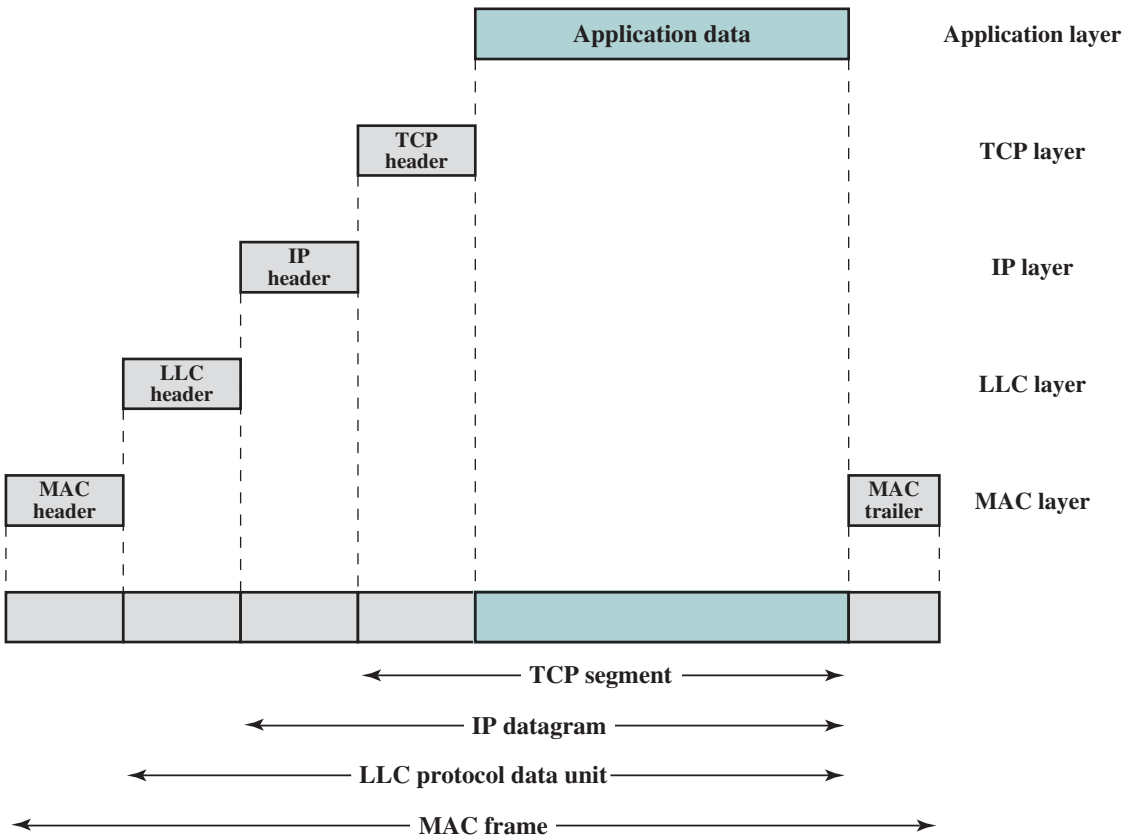 Application data
Application layer
TCP
header
TCP layer
IP
header
IP layer
LLC
header
LLC layer
MAC
header
MAC
trailer
MAC layer
TCP segment
IP datagram
LLC protocol data unit
MAC frame